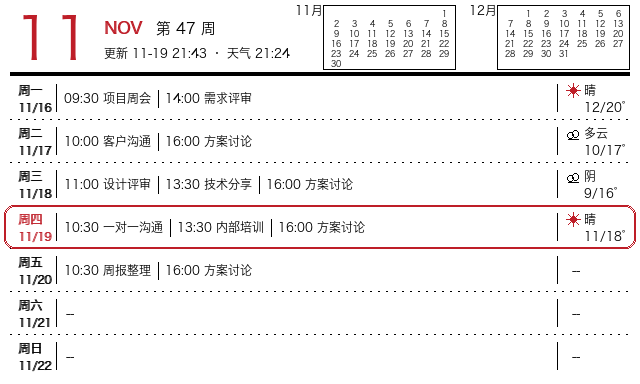 11 NOV 第 47 周
更新 11-19 21:43 · 天气 21:24
11月
1
2 3 4 5 6 7 8
9 10 11 12 13 14 15
16 17 18 19 20 21 22
23 24 25 26 27 28 29
30
12月
1 2 3 4 5 6
7 8 9 10 11 12 13
14 15 16 17 18 19 20
21 22 23 24 25 26 27
28 29 30 31
周一 11/16
09:30 项目周会 14:00 需求评审
晴 12/20°
周二 11/17
10:00 客户沟通 16:00 方案讨论
多云 10/17°
周三 11/18
11:00 设计评审 13:30 技术分享 16:00 方案讨论
阴 9/16°
周四 11/19
10:30 一对一沟通 13:30 内部培训 16:00 方案讨论
晴 11/18°
周五 11/20
10:30 周报整理 16:00 方案讨论
--
周六 11/21
--
--
周日 11/22
--
--